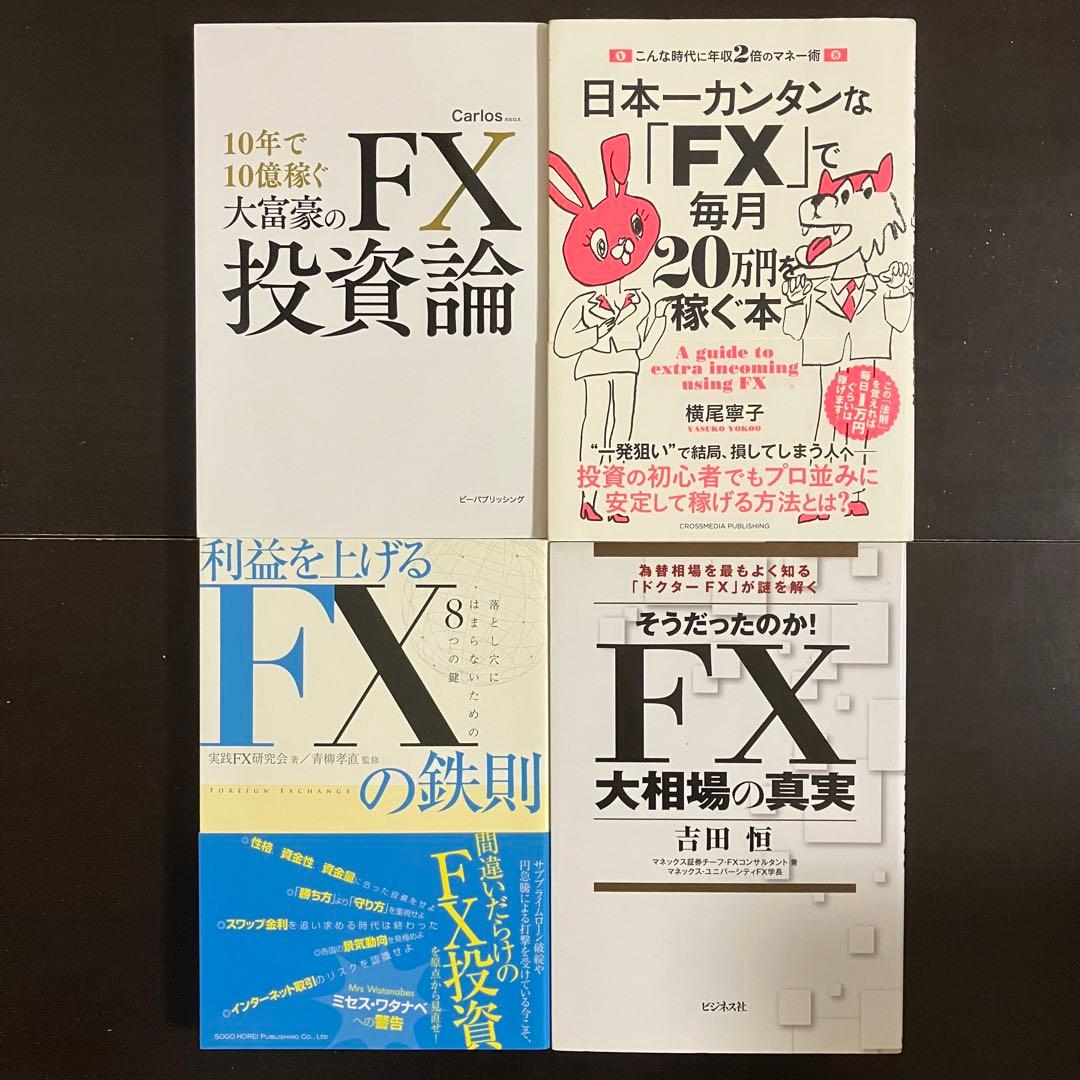 Carlos カルロス
10年で
10億稼ぐ
大富豪の
FX
投資論
ビーパブリッシング
¥ こんな時代に年収2倍のマネー術 $
日本一カンタンな
「FX」で
毎月
20万円を
稼ぐ本
A guide to
extra incoming
using FX
横尾寧子
YASUKO YOKOO
この「法則」
を覚えれば
毎日1万円
ぐらいは
稼げます!
“一発狙い”で結局、損してしまう人へ―
投資の初心者でもプロ並みに
安定して稼げる方法とは?
CROSSMEDIA PUBLISHING
利益を上げる
FX
の鉄則
落とし穴に
はまらないための
8つの鍵
実践FX研究会 著/青柳孝直 監修
FOREIGN EXCHANGE
サブプライムローン破綻や
円急騰による打撃を受けている今こそ、
間違いだらけの
FX投資
を原点から見直せ!
◎性格、資金性、資金量に合った投資をせよ
◎「勝ち方」より「守り方」を重視せよ
◎スワップ金利を追い求める時代は終わった
◎各国の景気動向を見極めよ
◎インターネット取引のリスクを認識せよ
Mrs Watanabes
ミセス・ワタナベ
への警告
SOGO HOREI PUBLISHING CO., LTD
為替相場を最もよく知る
「ドクターFX」が謎を解く
そうだったのか!
FX
大相場の真実
吉田 恒
マネックス証券チーフ・FXコンサルタント 兼
マネックス・ユニバーシティFX学長
ビジネス社